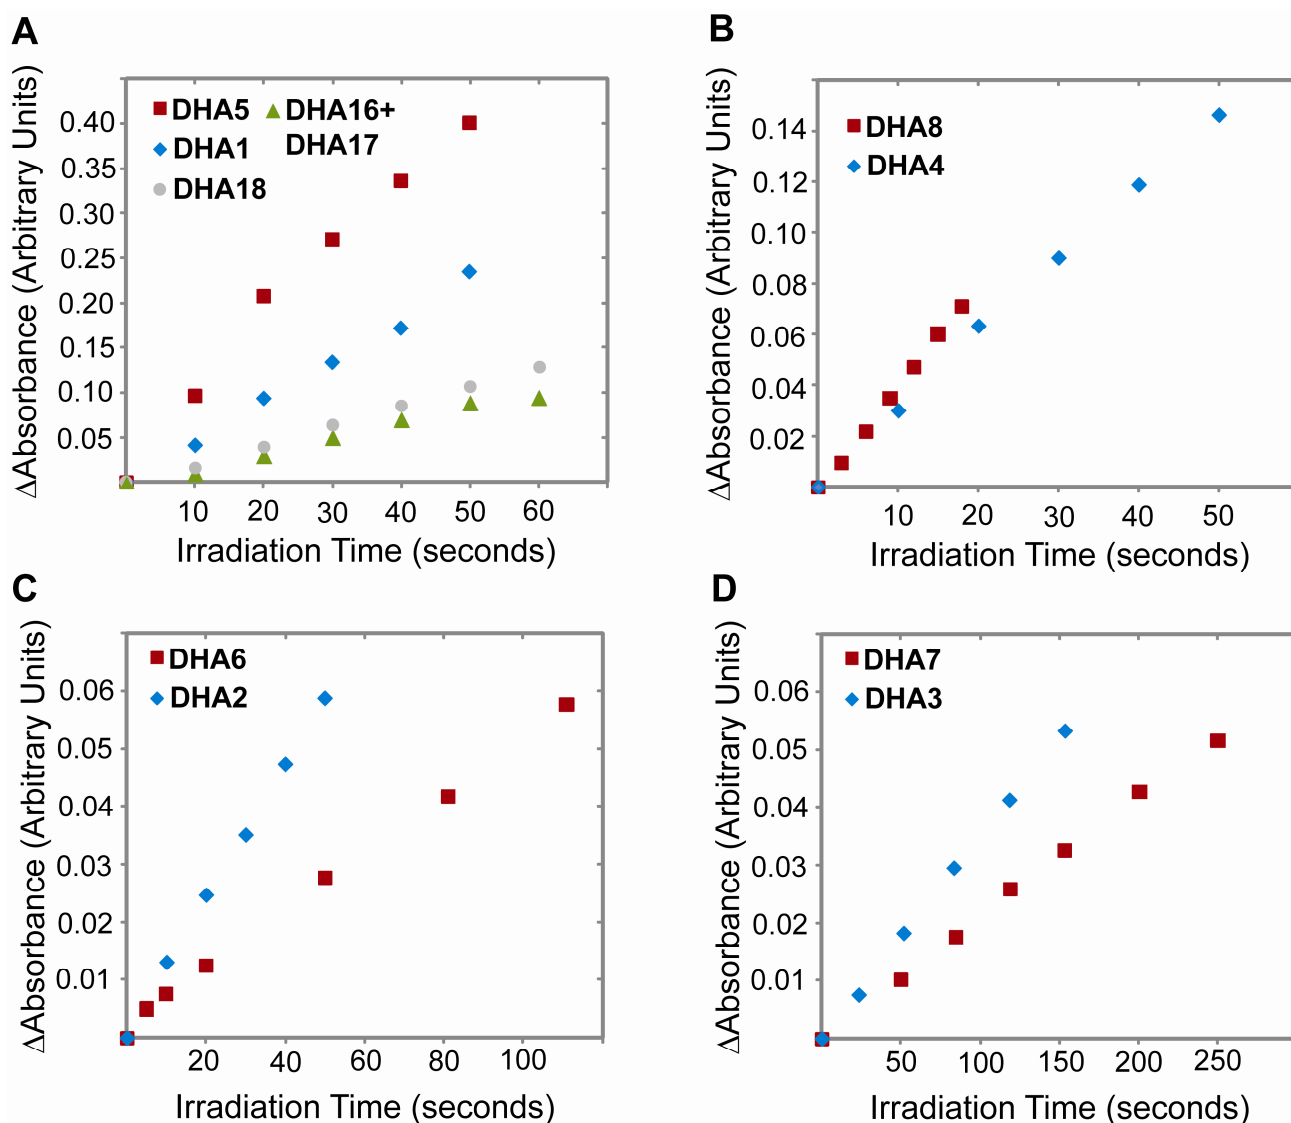 A
ΔAbsorbance (Arbitrary Units)
DHA5
DHA16+
DHA17
DHA1
DHA18
0.40
0.35
0.30
0.25
0.20
0.15
0.10
0.05
10 20 30 40 50 60
Irradiation Time (seconds)
B
ΔAbsorbance (Arbitrary Units)
DHA8
DHA4
0.14
0.12
0.10
0.08
0.06
0.04
0.02
10 20 30 40 50
Irradiation Time (seconds)
C
ΔAbsorbance (Arbitrary Units)
DHA6
DHA2
0.06
0.05
0.04
0.03
0.02
0.01
20 40 60 80 100
Irradiation Time (seconds)
D
ΔAbsorbance (Arbitrary Units)
DHA7
DHA3
0.06
0.05
0.04
0.03
0.02
0.01
50 100 150 200 250
Irradiation Time (seconds)